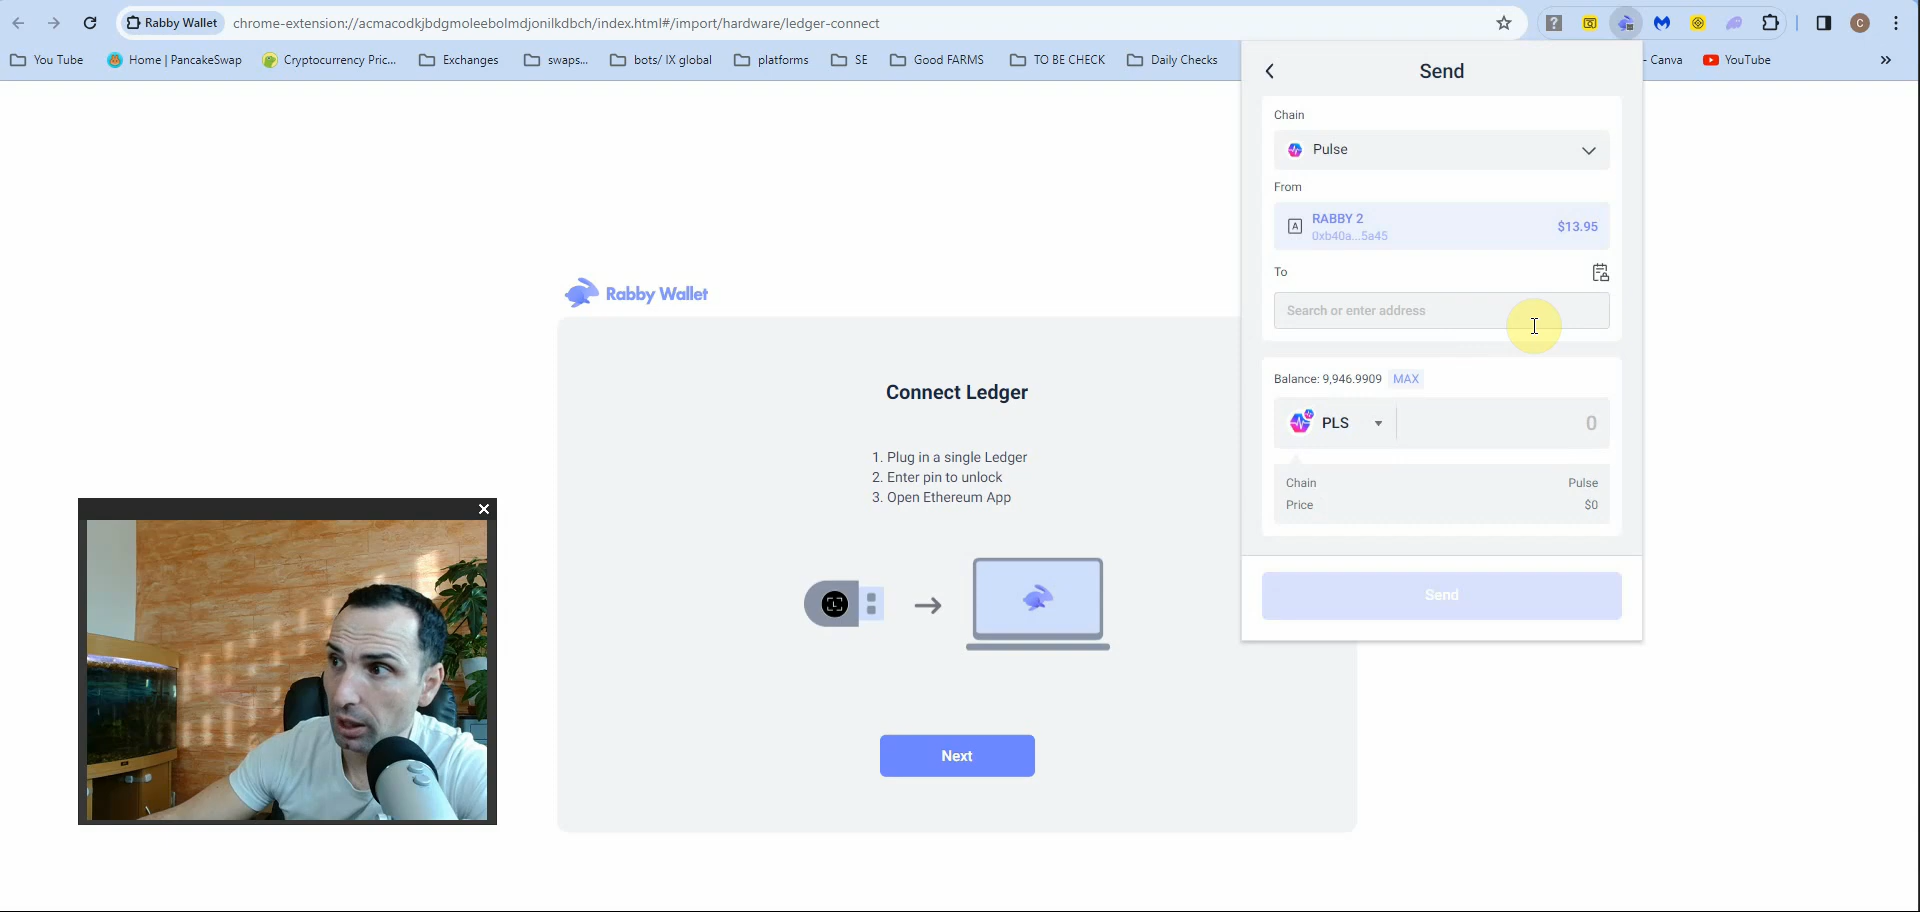 Rabby Wallet
chrome-extension://acmacodkjbdgmoleebolmdjonilkdbch/index.html#/import/hardware/ledger-connect
C
You Tube
Home | PancakeSwap
Cryptocurrency Pric...
Exchanges
swaps...
bots/ IX global
platforms
SE
Good FARMS
TO BE CHECK
Daily Checks
- Canva
YouTube
»
Send
Chain
Pulse
From
A
RABBY 2
$13.95
0xb40a...5a45
To
Search or enter address
Balance: 9,946.9909 MAX
PLS
0
Chain
Pulse
Price
$0
Send
Rabby Wallet
Connect Ledger
1. Plug in a single Ledger
2. Enter pin to unlock
3. Open Ethereum App
Next